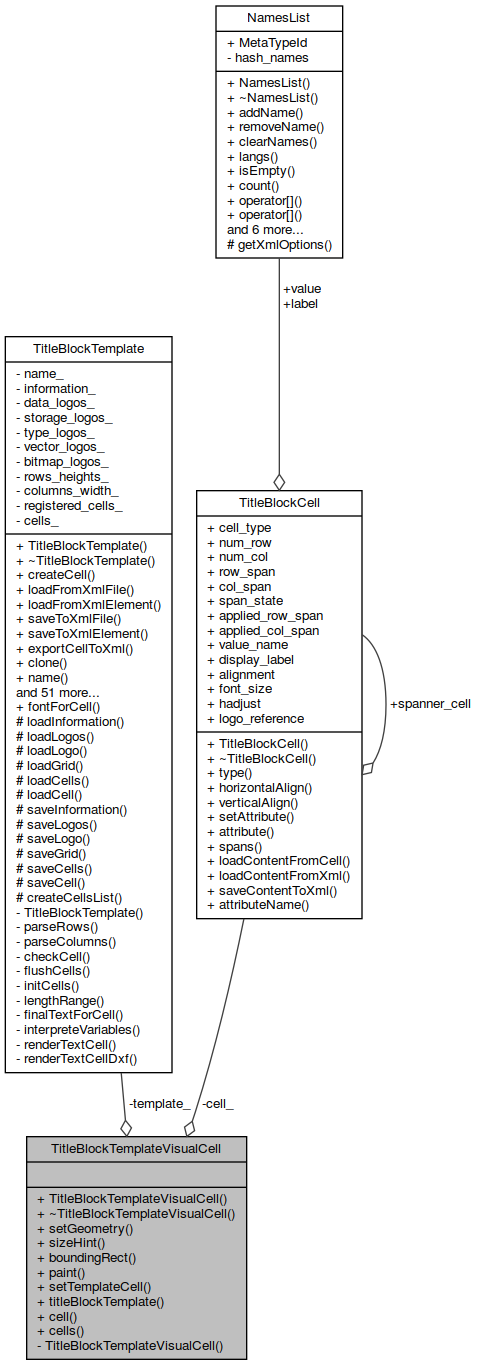 NamesList
+ MetaTypeId
- hash_names
+ NamesList()
+ ~NamesList()
+ addName()
+ removeName()
+ clearNames()
+ langs()
+ isEmpty()
+ count()
+ operator[]()
+ operator[]()
and 6 more...
# getXmlOptions()
+value
+label
TitleBlockTemplate
- name_
- information_
- data_logos_
- storage_logos_
- type_logos_
- vector_logos_
- bitmap_logos_
- rows_heights_
- columns_width_
- registered_cells_
- cells_
+ TitleBlockTemplate()
+ ~TitleBlockTemplate()
+ createCell()
+ loadFromXmlFile()
+ loadFromXmlElement()
+ saveToXmlFile()
+ saveToXmlElement()
+ exportCellToXml()
+ clone()
+ name()
and 51 more...
+ fontForCell()
# loadInformation()
# loadLogos()
# loadLogo()
# loadGrid()
# loadCells()
# loadCell()
# saveInformation()
# saveLogos()
# saveLogo()
# saveGrid()
# saveCells()
# saveCell()
# createCellsList()
- TitleBlockTemplate()
- parseRows()
- parseColumns()
- checkCell()
- flushCells()
- initCells()
- lengthRange()
- finalTextForCell()
- interpreteVariables()
- renderTextCell()
- renderTextCellDxf()
TitleBlockCell
+ cell_type
+ num_row
+ num_col
+ row_span
+ col_span
+ span_state
+ applied_row_span
+ applied_col_span
+ value_name
+ display_label
+ alignment
+ font_size
+ hadjust
+ logo_reference
+ TitleBlockCell()
+ ~TitleBlockCell()
+ type()
+ horizontalAlign()
+ verticalAlign()
+ setAttribute()
+ attribute()
+ spans()
+ loadContentFromCell()
+ loadContentFromXml()
+ saveContentToXml()
+ attributeName()
+spanner_cell
-template_
-cell_
TitleBlockTemplateVisualCell
+ TitleBlockTemplateVisualCell()
+ ~TitleBlockTemplateVisualCell()
+ setGeometry()
+ sizeHint()
+ boundingRect()
+ paint()
+ setTemplateCell()
+ titleBlockTemplate()
+ cell()
+ cells()
- TitleBlockTemplateVisualCell()